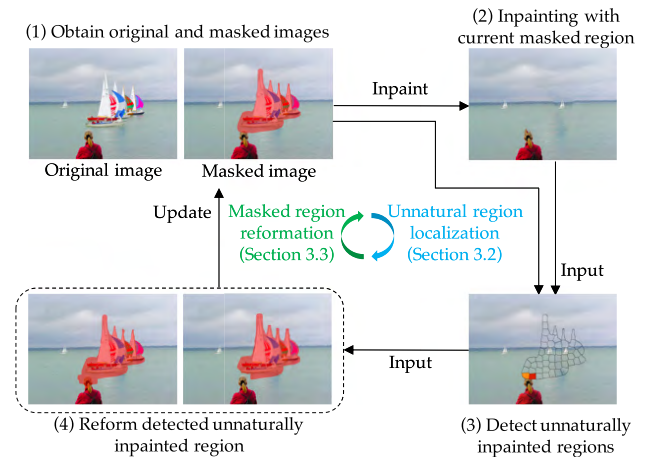 (1) Obtain original and masked images
(2) Inpainting with
current masked region
Inpaint
Original image
Masked image
Update
Masked region
reformation
(Section 3.3)
Unnatural region
localization
(Section 3.2)
Input
Input
(4) Reform detected unnaturally
inpainted region
(3) Detect unnaturally
inpainted regions